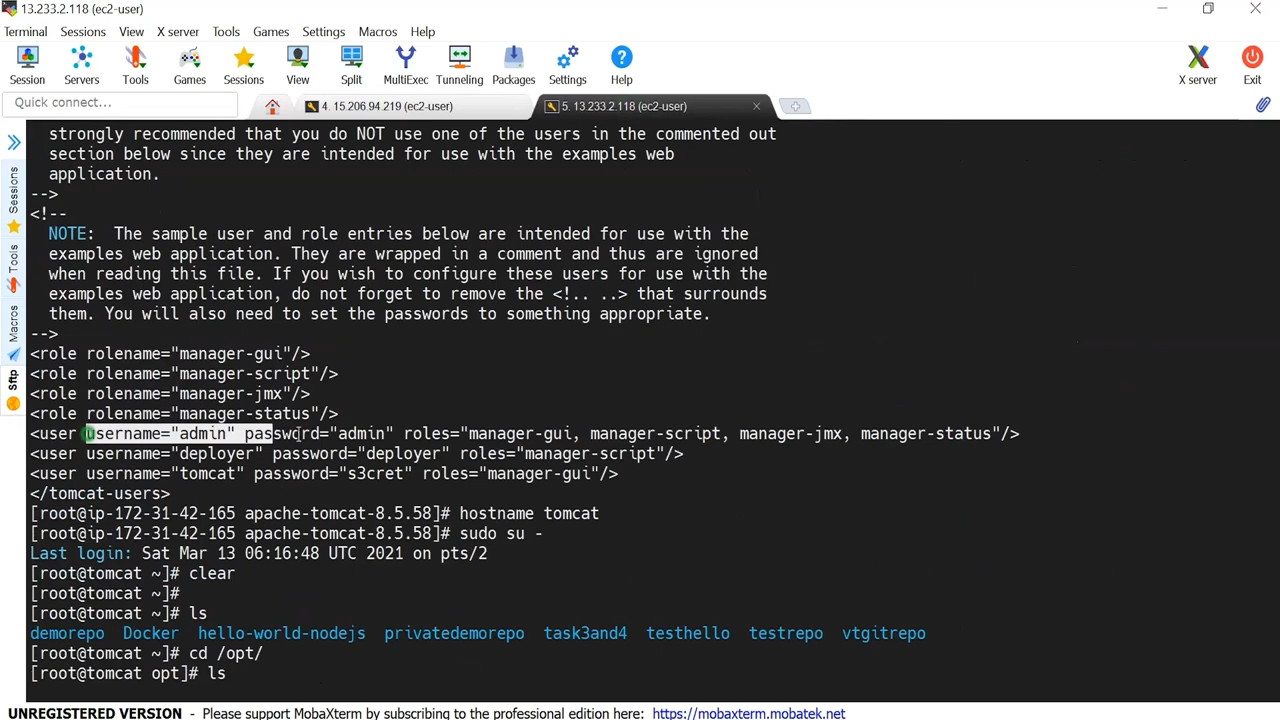 13.233.2.118 (ec2-user)
Terminal Sessions View X server Tools Games Settings Macros Help
Session Servers Tools Games Sessions View Split MultiExec Tunneling Packages Settings Help X server Exit
Quick connect...
4. 15.206.94.219 (ec2-user)
5. 13.233.2.118 (ec2-user)
Sessions
Tools
Macros
Sftp
strongly recommended that you do NOT use one of the users in the commented out
section below since they are intended for use with the examples web
application.
-->
<!--
NOTE: The sample user and role entries below are intended for use with the
examples web application. They are wrapped in a comment and thus are ignored
when reading this file. If you wish to configure these users for use with the
examples web application, do not forget to remove the <!.. ..> that surrounds
them. You will also need to set the passwords to something appropriate.
-->
<role rolename="manager-gui"/>
<role rolename="manager-script"/>
<role rolename="manager-jmx"/>
<role rolename="manager-status"/>
<user username="admin" password="admin" roles="manager-gui, manager-script, manager-jmx, manager-status"/>
<user username="deployer" password="deployer" roles="manager-script"/>
<user username="tomcat" password="s3cret" roles="manager-gui"/>
</tomcat-users>
[root@ip-172-31-42-165 apache-tomcat-8.5.58]# hostname tomcat
[root@ip-172-31-42-165 apache-tomcat-8.5.58]# sudo su -
Last login: Sat Mar 13 06:16:48 UTC 2021 on pts/2
[root@tomcat ~]# clear
[root@tomcat ~]#
[root@tomcat ~]# ls
demorepo Docker hello-world-nodejs privatedemorepo task3and4 testhello testrepo vtgitrepo
[root@tomcat ~]# cd /opt/
[root@tomcat opt]# ls
UNREGISTERED VERSION - Please support MobaXterm by subscribing to the professional edition here: https://mobaxterm.mobatek.net